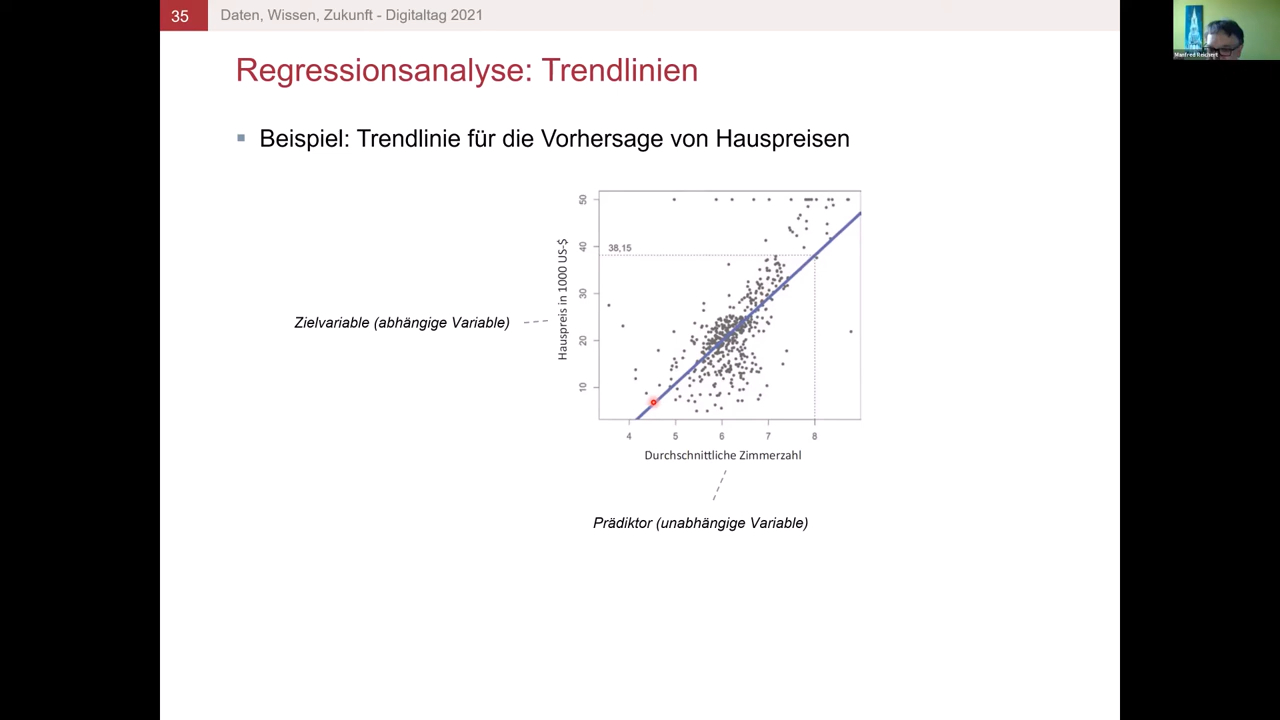 35
Daten, Wissen, Zukunft - Digitaltag 2021
Manfred Reichert
Regressionsanalyse: Trendlinien
Beispiel: Trendlinie für die Vorhersage von Hauspreisen
50
40
30
20
10
38,15
Hauspreis in 1000 US-$
Zielvariable (abhängige Variable)
4 5 6 7 8
Durchschnittliche Zimmerzahl
Prädiktor (unabhängige Variable)